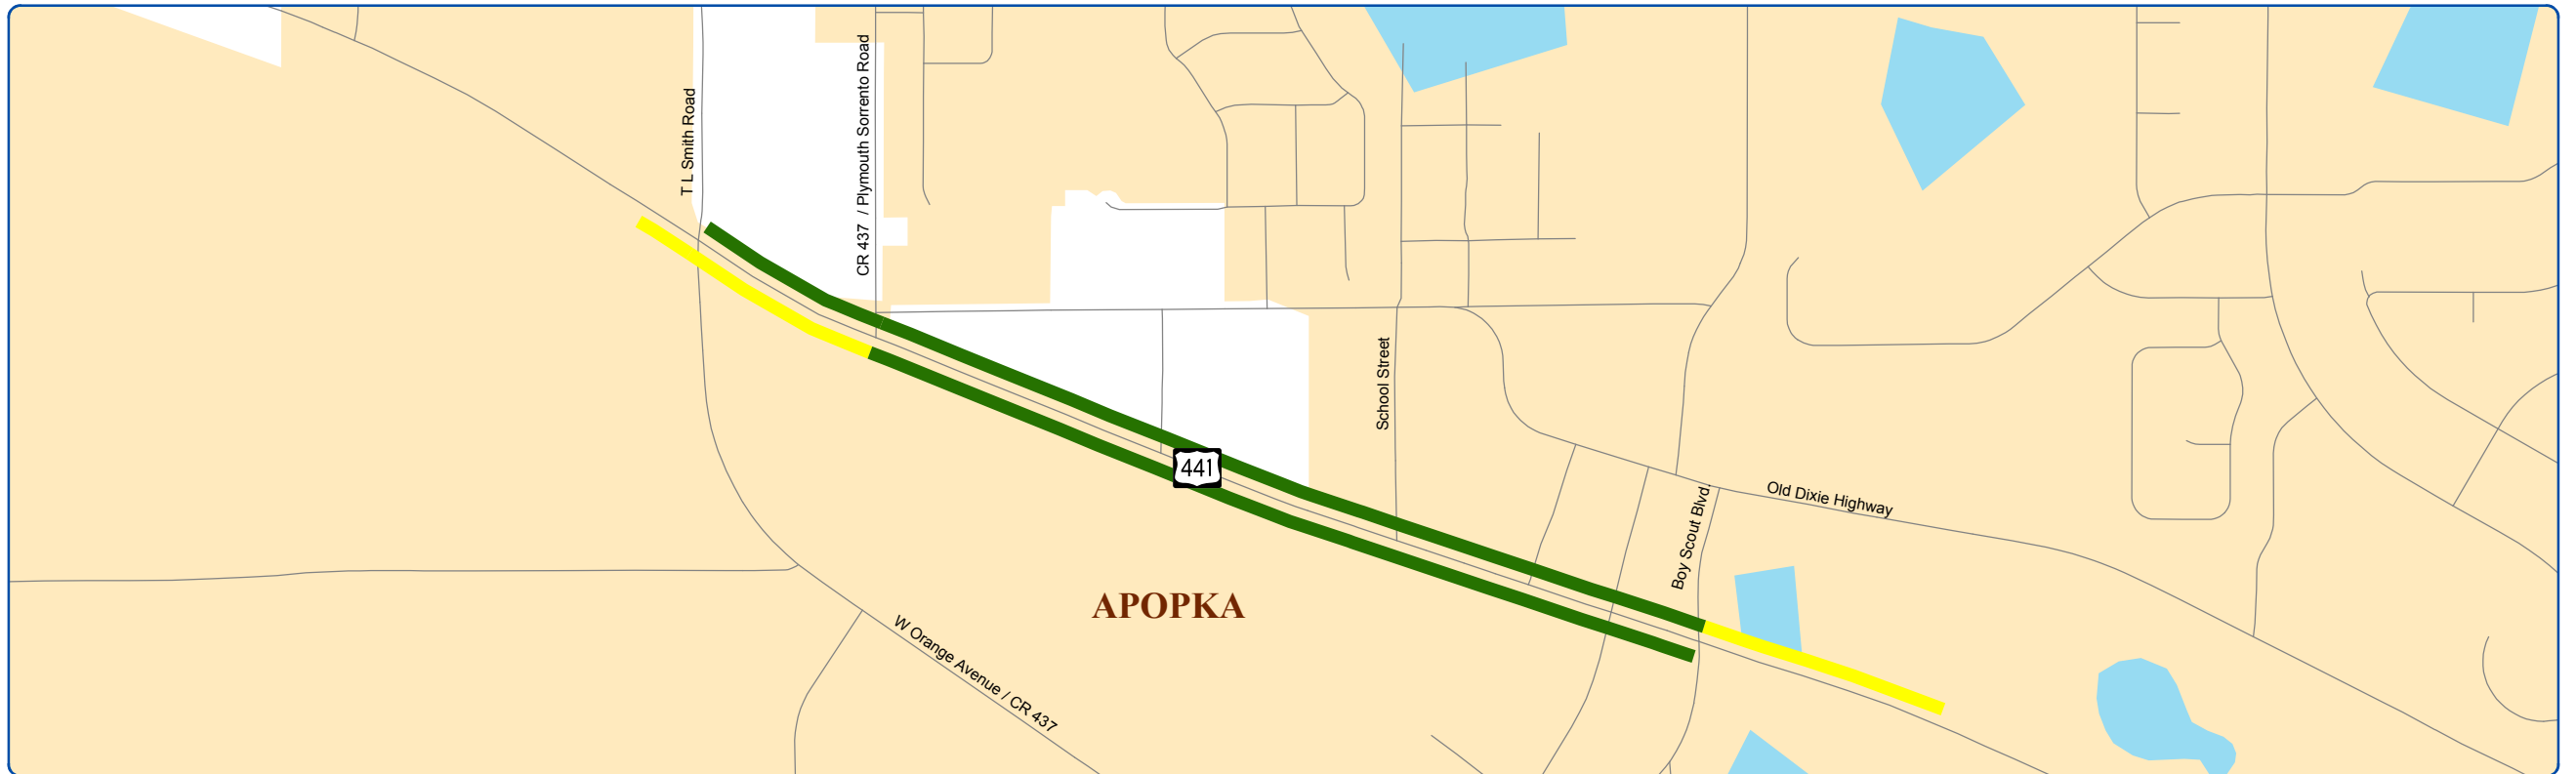 T L Smith Road
CR 437 / Plymouth Sorrento Road
School Street
441
Old Dixie Highway
Boy Scout Blvd.
APOPKA
W Orange Avenue / CR 437